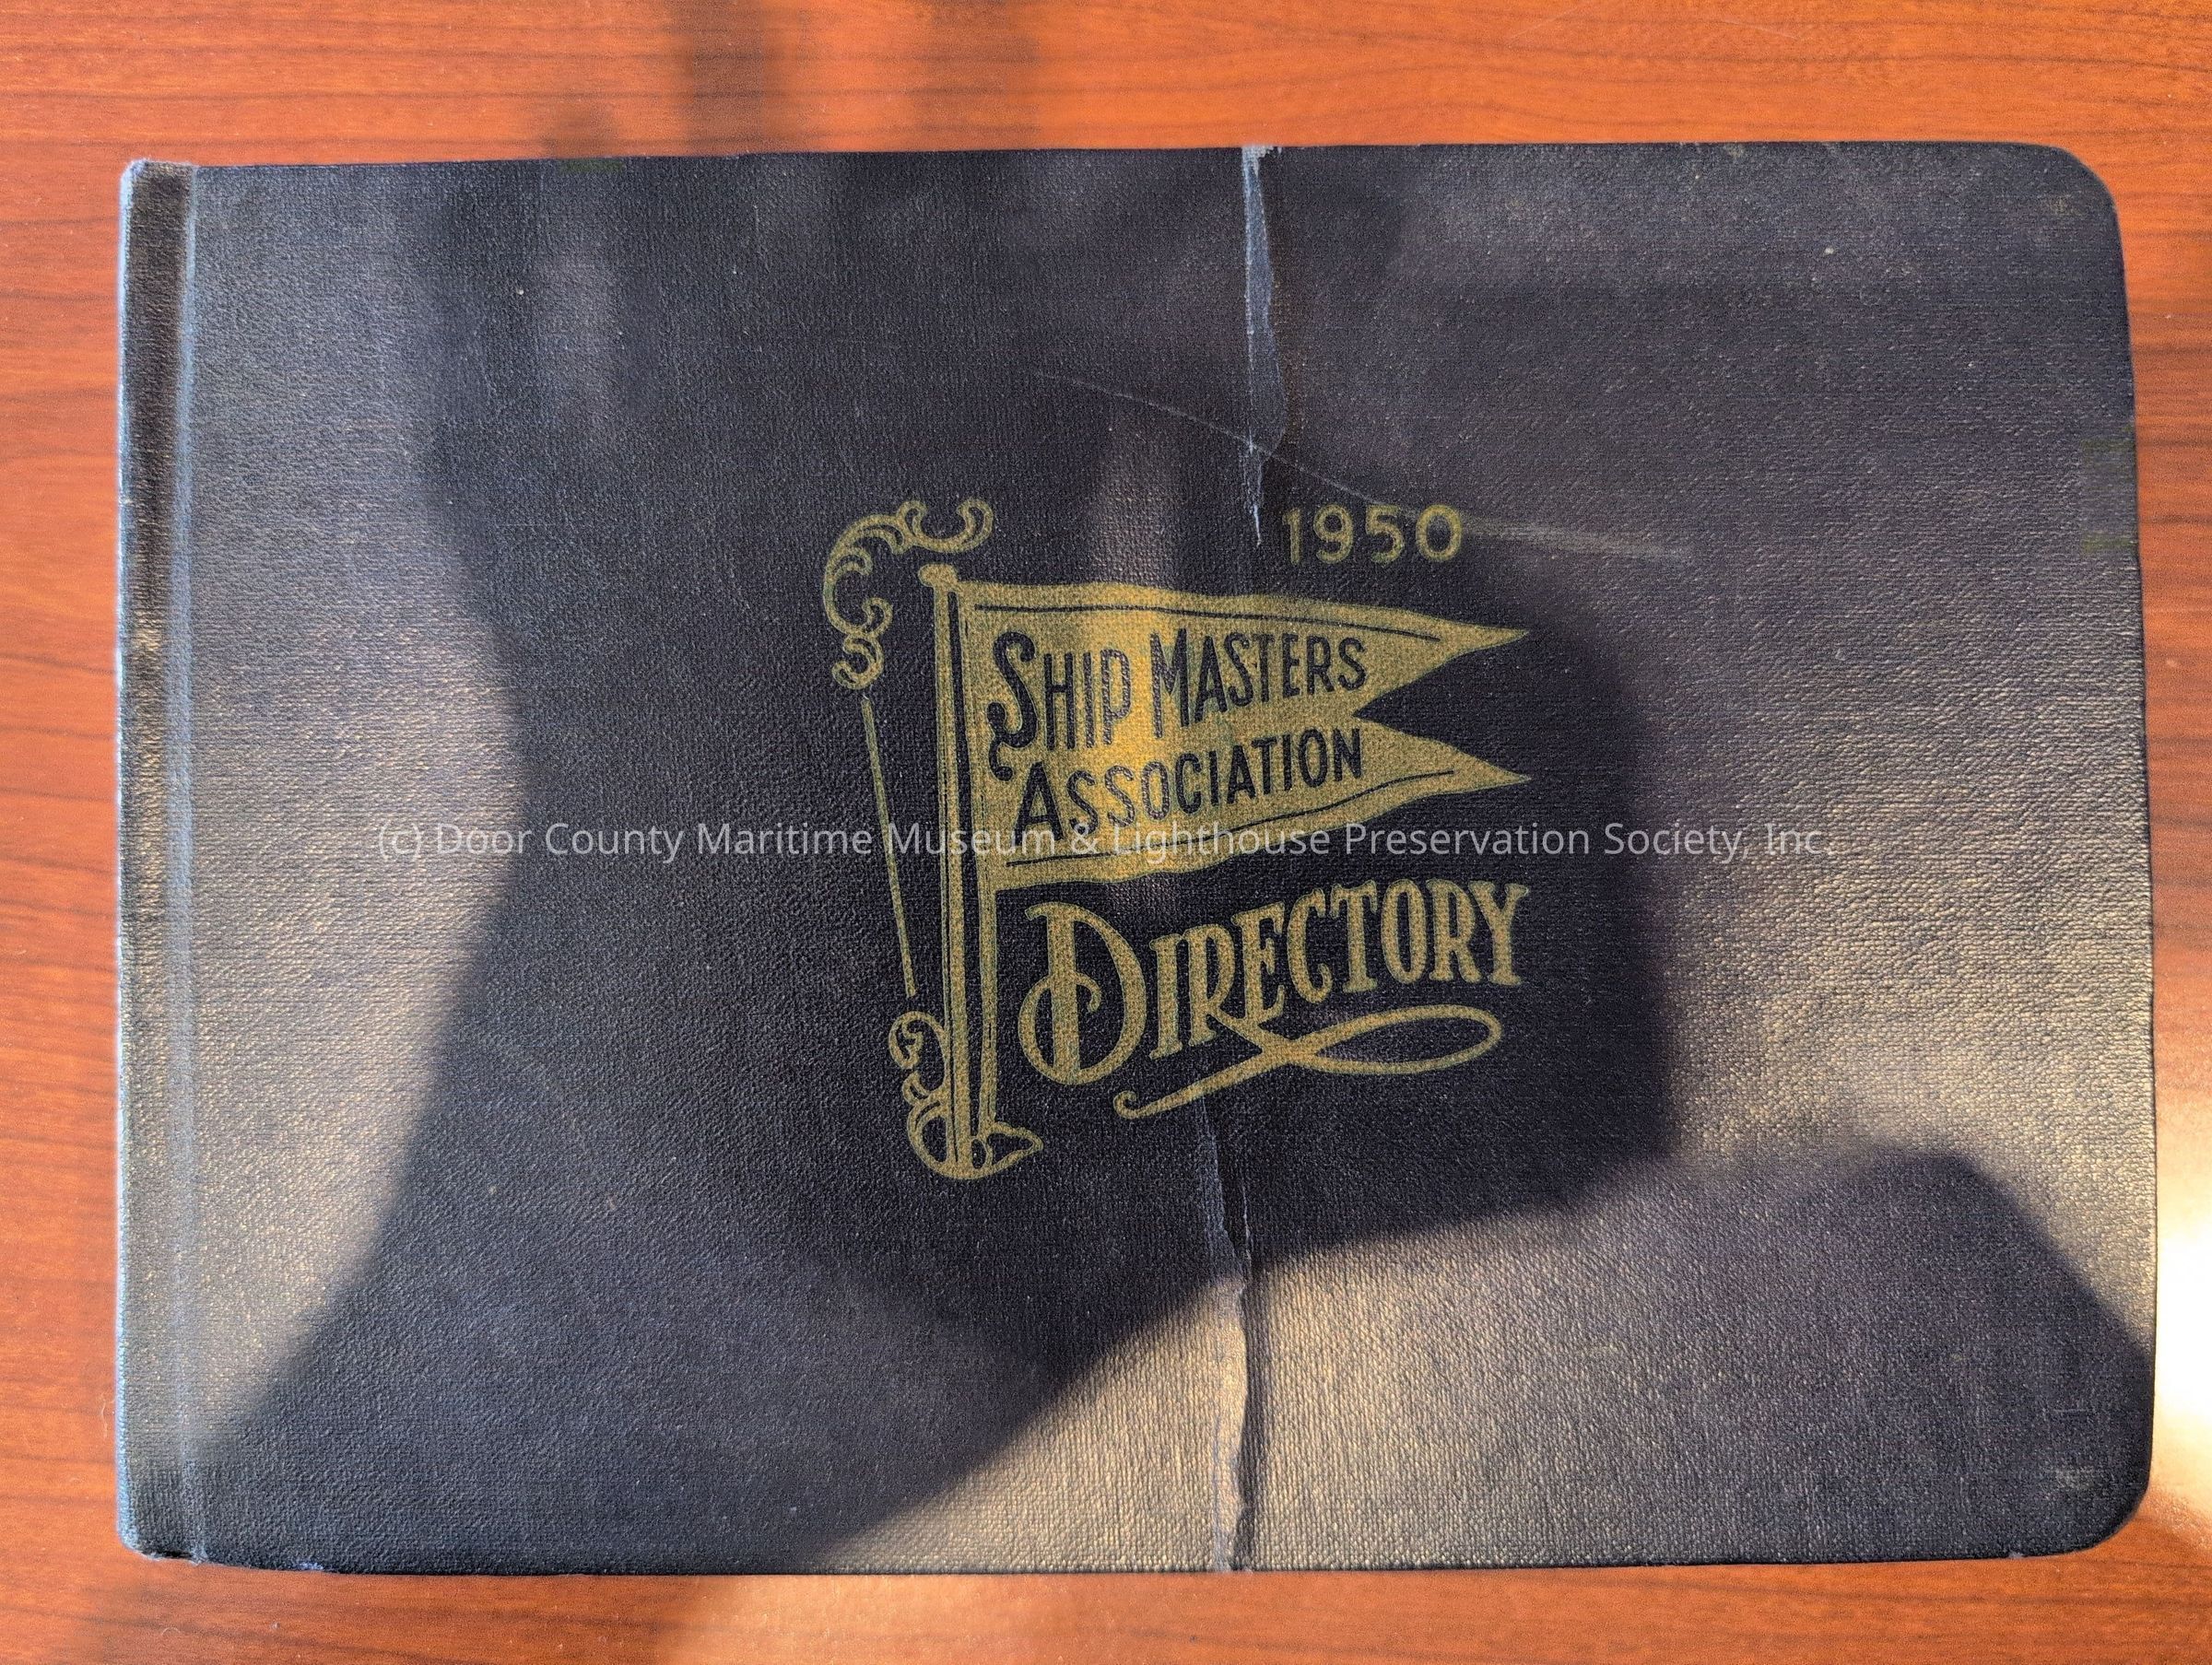 1950
SHIP MASTERS
ASSOCIATION
(c) Door County Maritime Museum & Lighthouse Preservation Society, Inc.
DIRECTORY